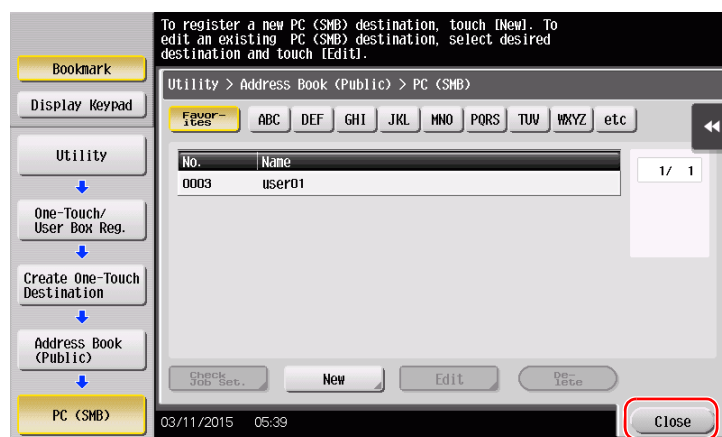 To register a new PC (SMB) destination, touch [New]. To
edit an existing PC (SMB) destination, select desired
destination and touch [Edit].
Bookmark
Display Keypad
Utility
One-Touch/
User Box Reg.
Create One-Touch
Destination
Address Book
(Public)
PC (SMB)
Utility > Address Book (Public) > PC (SMB)
Favor-
ites
ABC
DEF
GHI
JKL
MNO
PQRS
TUV
WXYZ
etc
No.
Name
0003
user01
1/ 1
Check
Job Set.
New
Edit
De-
lete
03/11/2015 05:39
Close